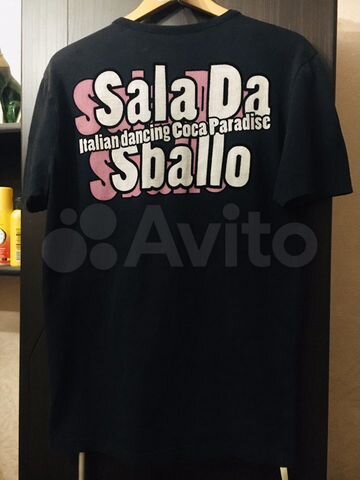 Sala Da
Italian dancing Coca Paradise
Sballo
Avito